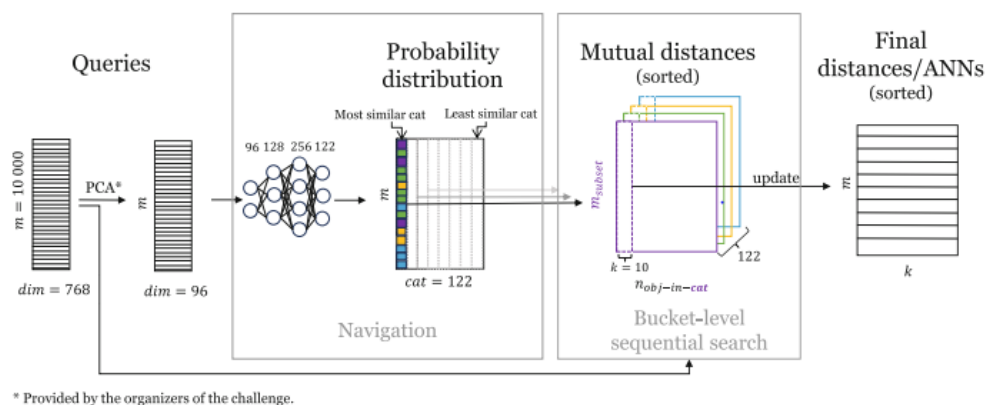 Queries
m = 10 000
dim = 768
PCA*
m
dim = 96
96 128 256 122
Navigation
Probability
distribution
Most similar cat
Least similar cat
m
cat = 122
Mutual distances
(sorted)
m_subset
k = 10
n_obj−in−cat
122
Bucket-level
sequential search
update
Final
distances/ANNs
(sorted)
m
k
* Provided by the organizers of the challenge.